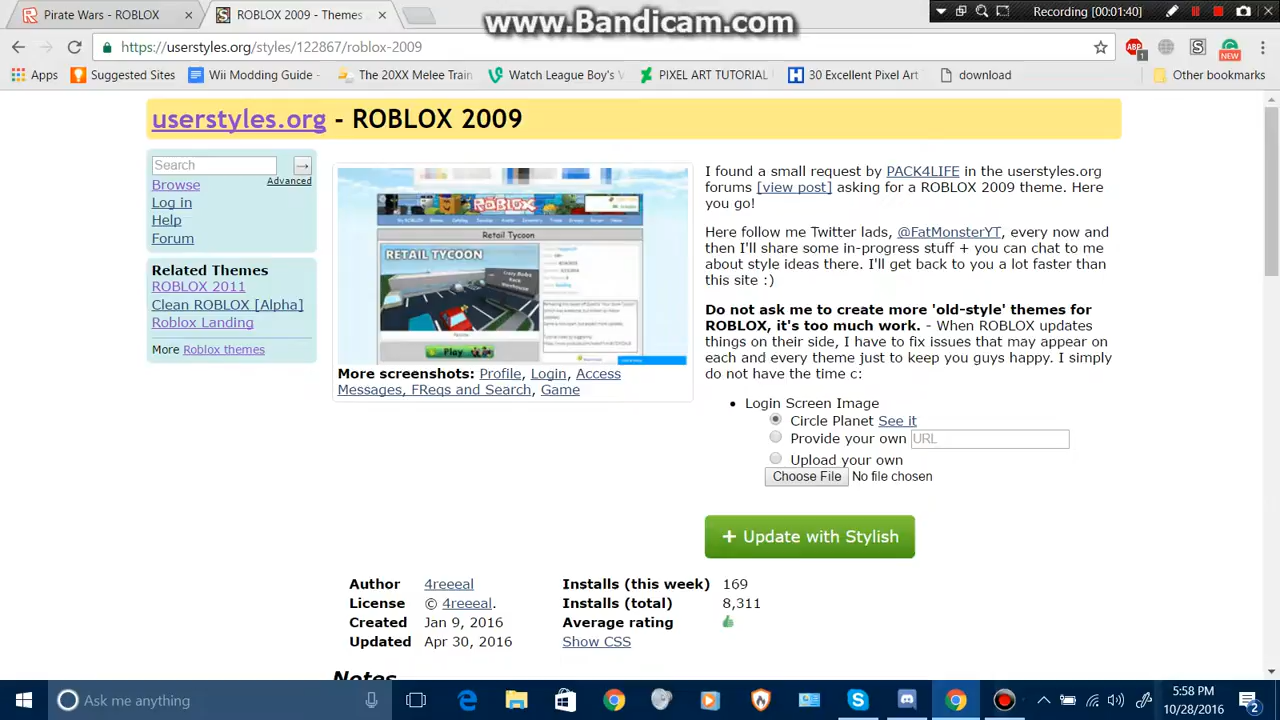 Pirate Wars - ROBLOX
ROBLOX 2009 - Themes
www.Bandicam.com
Recording [00:01:40]
https://userstyles.org/styles/122867/roblox-2009
ABP
1
S
NEW
Apps
Suggested Sites
Wii Modding Guide -
The 20XX Melee Train
Watch League Boy's V
PIXEL ART TUTORIAL
30 Excellent Pixel Art
download
Other bookmarks
userstyles.org - ROBLOX 2009
Search
Advanced
Browse
Log in
Help
Forum
Related Themes
ROBLOX 2011
Clean ROBLOX [Alpha]
Roblox Landing
More Roblox themes
ROBLOX
Retail Tycoon
RETAIL TYCOON
Play
More screenshots: Profile, Login, Access
Messages, FReqs and Search, Game
I found a small request by PACK4LIFE in the userstyles.org
forums [view post] asking for a ROBLOX 2009 theme. Here
you go!
Here follow me Twitter lads, @FatMonsterYT, every now and
then I'll share some in-progress stuff + you can chat to me
about style ideas there. I'll get back to you a lot faster than
this site :)
Do not ask me to create more 'old-style' themes for
ROBLOX, it's too much work. - When ROBLOX updates
things on their side, I have to fix issues that may appear on
each and every theme just to keep you guys happy. I simply
do not have the time c:
Login Screen Image
Circle Planet See it
Provide your own URL
Upload your own
Choose File No file chosen
+ Update with Stylish
Author 4reeeal
License © 4reeeal.
Created Jan 9, 2016
Updated Apr 30, 2016
Installs (this week) 169
Installs (total) 8,311
Average rating
Show CSS
Notes
Ask me anything
5:58 PM
10/28/2016
2